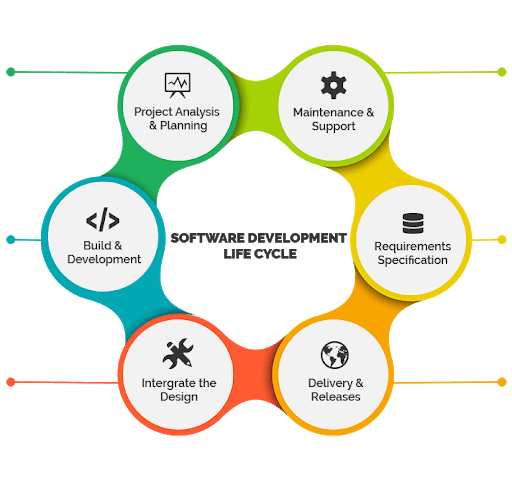 Project Analysis
& Planning
Maintenance &
Support
Build &
Development
SOFTWARE DEVELOPMENT
LIFE CYCLE
Requirements
Specification
Intergrate the
Design
Delivery &
Releases